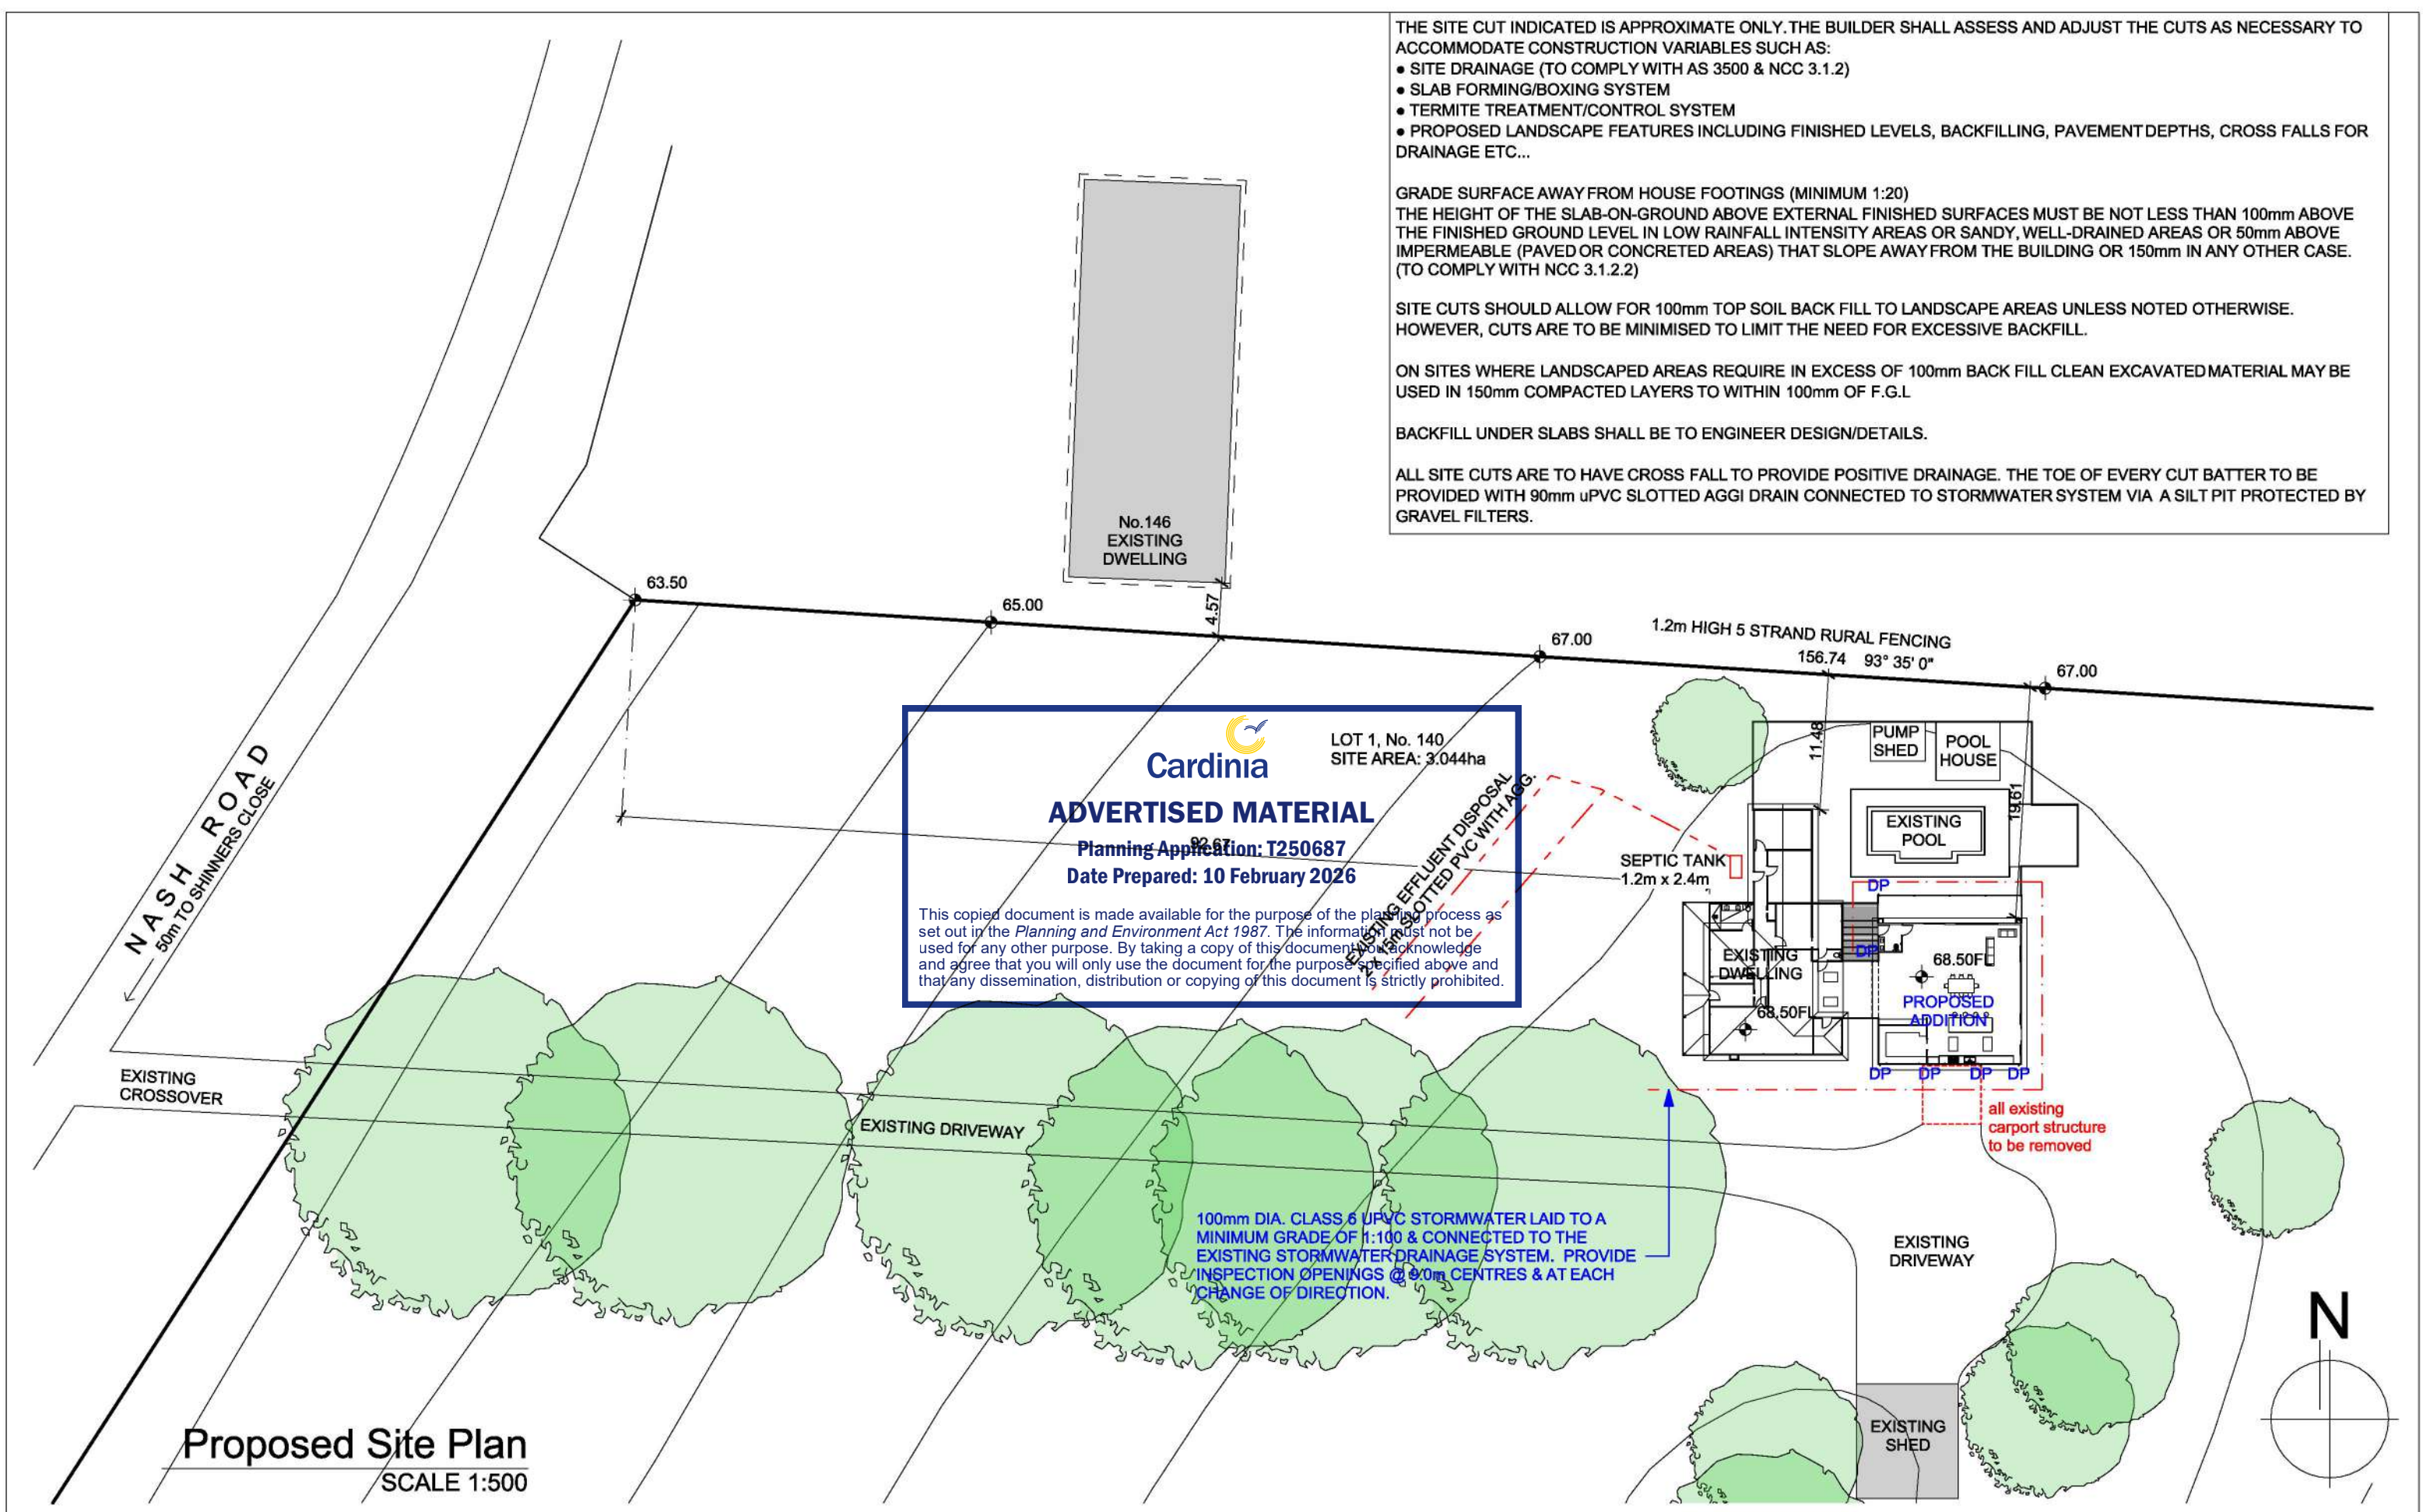 THE SITE CUT INDICATED IS APPROXIMATE ONLY.THE BUILDER SHALL ASSESS AND ADJUST THE CUTS AS NECESSARY TO
ACCOMMODATE CONSTRUCTION VARIABLES SUCH AS:
• SITE DRAINAGE (TO COMPLY WITH AS 3500 & NCC 3.1.2)
• SLAB FORMING/BOXING SYSTEM
• TERMITE TREATMENT/CONTROL SYSTEM
• PROPOSED LANDSCAPE FEATURES INCLUDING FINISHED LEVELS, BACKFILLING, PAVEMENT DEPTHS, CROSS FALLS FOR
DRAINAGE ETC...
GRADE SURFACE AWAY FROM HOUSE FOOTINGS (MINIMUM 1:20)
THE HEIGHT OF THE SLAB-ON-GROUND ABOVE EXTERNAL FINISHED SURFACES MUST BE NOT LESS THAN 100mm ABOVE
THE FINISHED GROUND LEVEL IN LOW RAINFALL INTENSITY AREAS OR SANDY, WELL-DRAINED AREAS OR 50mm ABOVE
IMPERMEABLE (PAVED OR CONCRETED AREAS) THAT SLOPE AWAY FROM THE BUILDING OR 150mm IN ANY OTHER CASE.
(TO COMPLY WITH NCC 3.1.2.2)
SITE CUTS SHOULD ALLOW FOR 100mm TOP SOIL BACK FILL TO LANDSCAPE AREAS UNLESS NOTED OTHERWISE.
HOWEVER, CUTS ARE TO BE MINIMISED TO LIMIT THE NEED FOR EXCESSIVE BACKFILL.
ON SITES WHERE LANDSCAPED AREAS REQUIRE IN EXCESS OF 100mm BACK FILL CLEAN EXCAVATED MATERIAL MAY BE
USED IN 150mm COMPACTED LAYERS TO WITHIN 100mm OF F.G.L
BACKFILL UNDER SLABS SHALL BE TO ENGINEER DESIGN/DETAILS.
ALL SITE CUTS ARE TO HAVE CROSS FALL TO PROVIDE POSITIVE DRAINAGE. THE TOE OF EVERY CUT BATTER TO BE
PROVIDED WITH 90mm uPVC SLOTTED AGGI DRAIN CONNECTED TO STORMWATER SYSTEM VIA A SILT PIT PROTECTED BY
GRAVEL FILTERS.
No.146
EXISTING
DWELLING
4.57
63.50
65.00
67.00
1.2m HIGH 5 STRAND RURAL FENCING
156.74 93° 35' 0"
67.00
NASH ROAD
50m TO SHINNERS CLOSE
LOT 1, No. 140
SITE AREA: 3.044ha
Cardinia
ADVERTISED MATERIAL
Planning Application: T250687
Date Prepared: 10 February 2026
This copied document is made available for the purpose of the planning process as
set out in the Planning and Environment Act 1987. The information must not be
used for any other purpose. By taking a copy of this document you acknowledge
and agree that you will only use the document for the purpose specified above and
that any dissemination, distribution or copying of this document is strictly prohibited.
92.67
EXISTING EFFLUENT DISPOSAL
2 x 15m SLOTTED PVC WITH AGG.
SEPTIC TANK
1.2m x 2.4m
11.48
PUMP
SHED
POOL
HOUSE
19.61
EXISTING
POOL
DP
DP
EXISTING
DWELLING
68.50FL
68.50FL
PROPOSED
ADDITION
DP DP DP DP
all existing
carport structure
to be removed
EXISTING
CROSSOVER
EXISTING DRIVEWAY
100mm DIA. CLASS 6 UPVC STORMWATER LAID TO A
MINIMUM GRADE OF 1:100 & CONNECTED TO THE
EXISTING STORMWATER DRAINAGE SYSTEM. PROVIDE
INSPECTION OPENINGS @ 9.0m CENTRES & AT EACH
CHANGE OF DIRECTION.
EXISTING
DRIVEWAY
EXISTING
SHED
N
Proposed Site Plan
SCALE 1:500